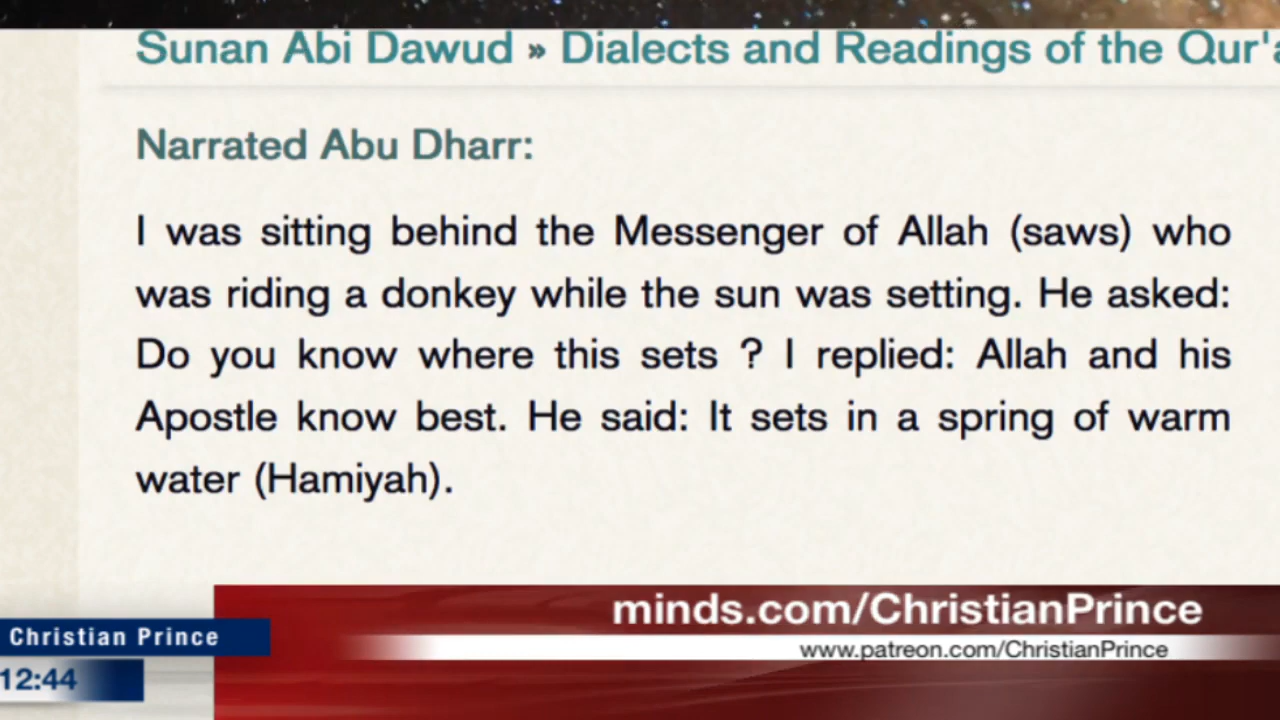 Sunan Abi Dawud » Dialects and Readings of the Qur'a
Narrated Abu Dharr:
I was sitting behind the Messenger of Allah (saws) who
was riding a donkey while the sun was setting. He asked:
Do you know where this sets ? I replied: Allah and his
Apostle know best. He said: It sets in a spring of warm
water (Hamiyah).
minds.com/ChristianPrince
Christian Prince
www.patreon.com/ChristianPrince
12:44